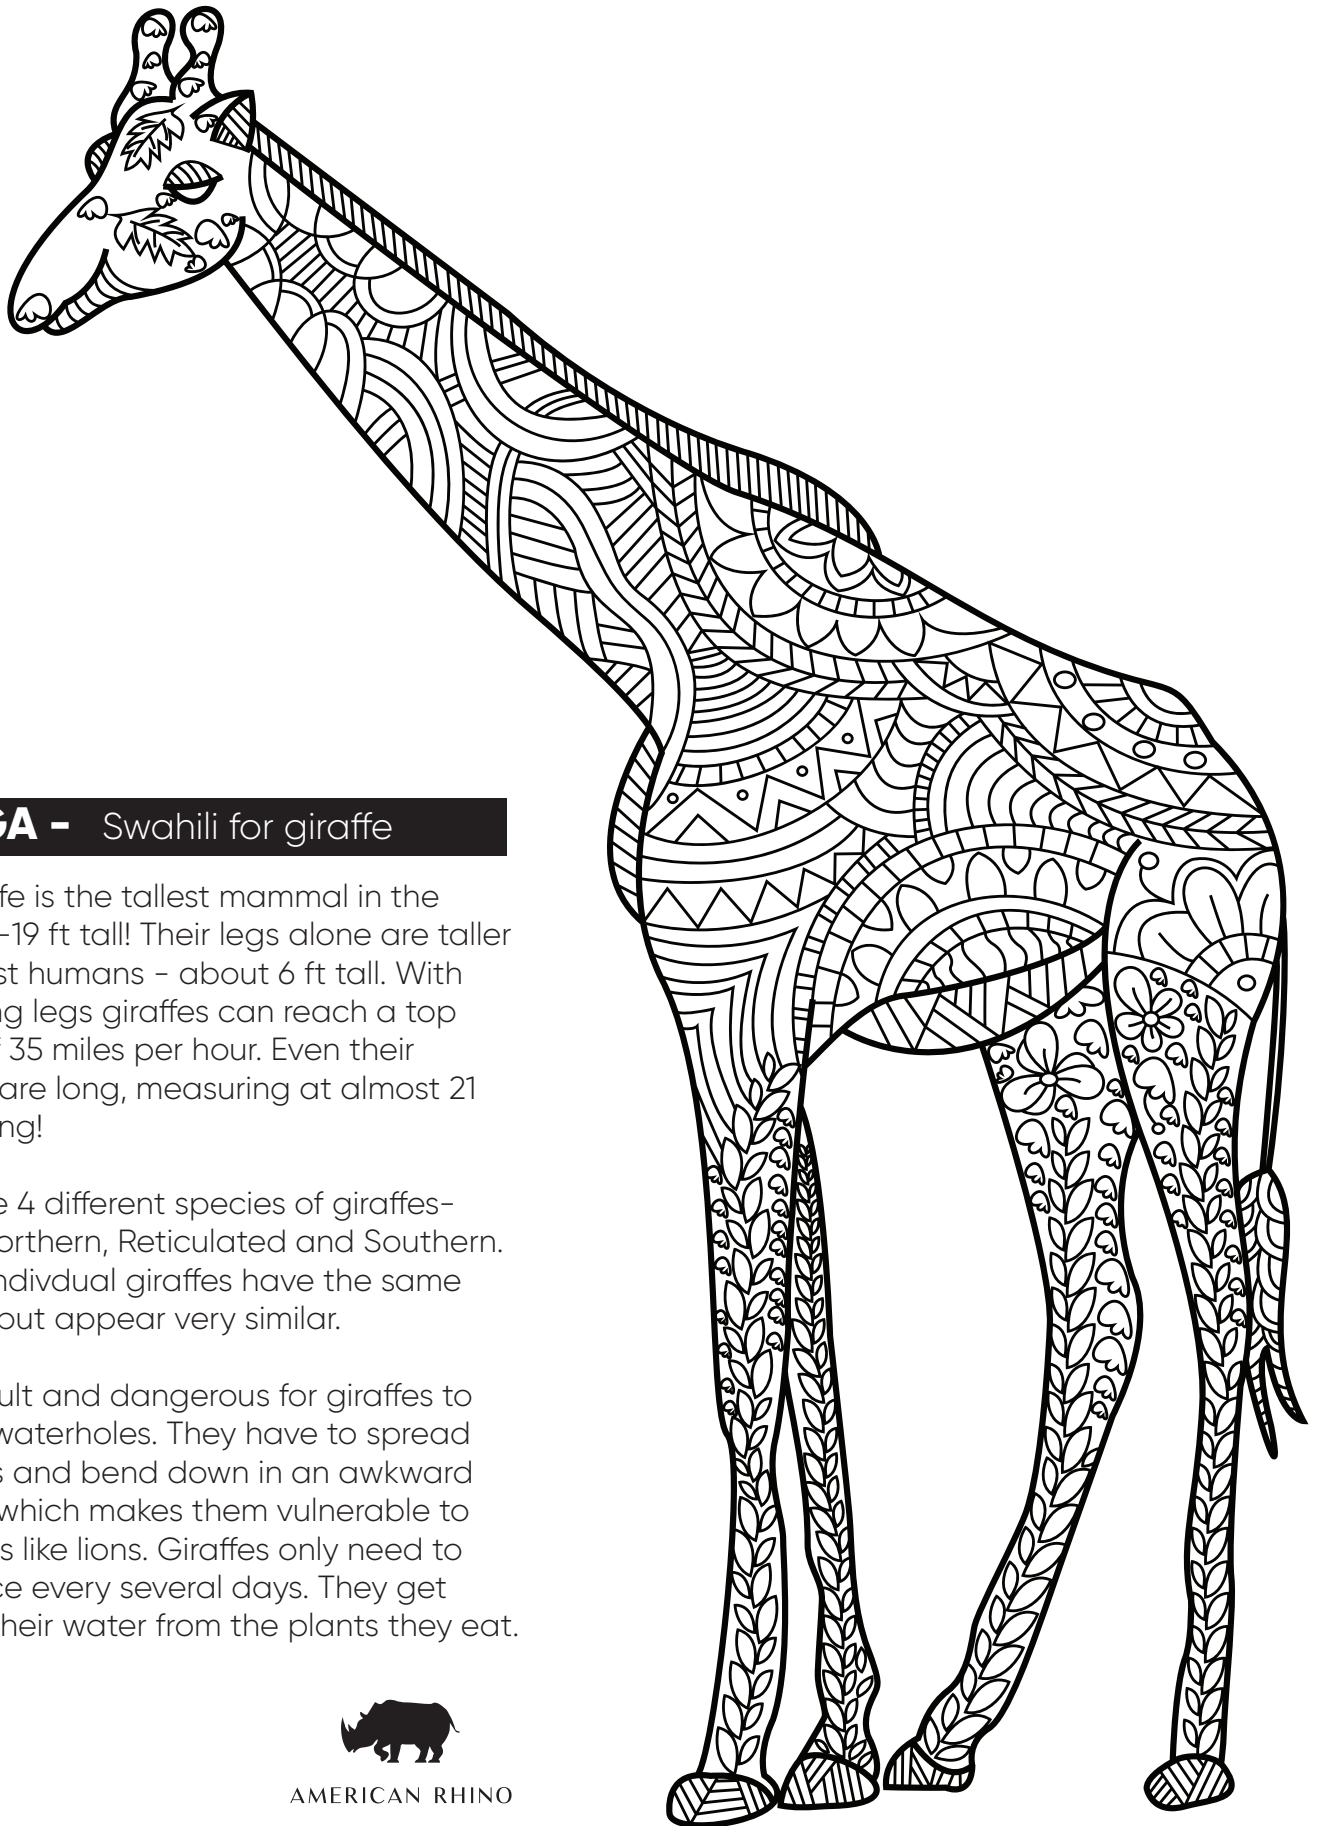 GA - Swahili for giraffe
fe is the tallest mammal in the
-19 ft tall! Their legs alone are taller
st humans - about 6 ft tall. With
ng legs giraffes can reach a top
f 35 miles per hour. Even their
are long, measuring at almost 21
ng!
e 4 different species of giraffes-
orthern, Reticulated and Southern.
ndivdual giraffes have the same
but appear very similar.
ult and dangerous for giraffes to
waterholes. They have to spread
s and bend down in an awkward
which makes them vulnerable to
s like lions. Giraffes only need to
ce every several days. They get
their water from the plants they eat.
AMERICAN RHINO